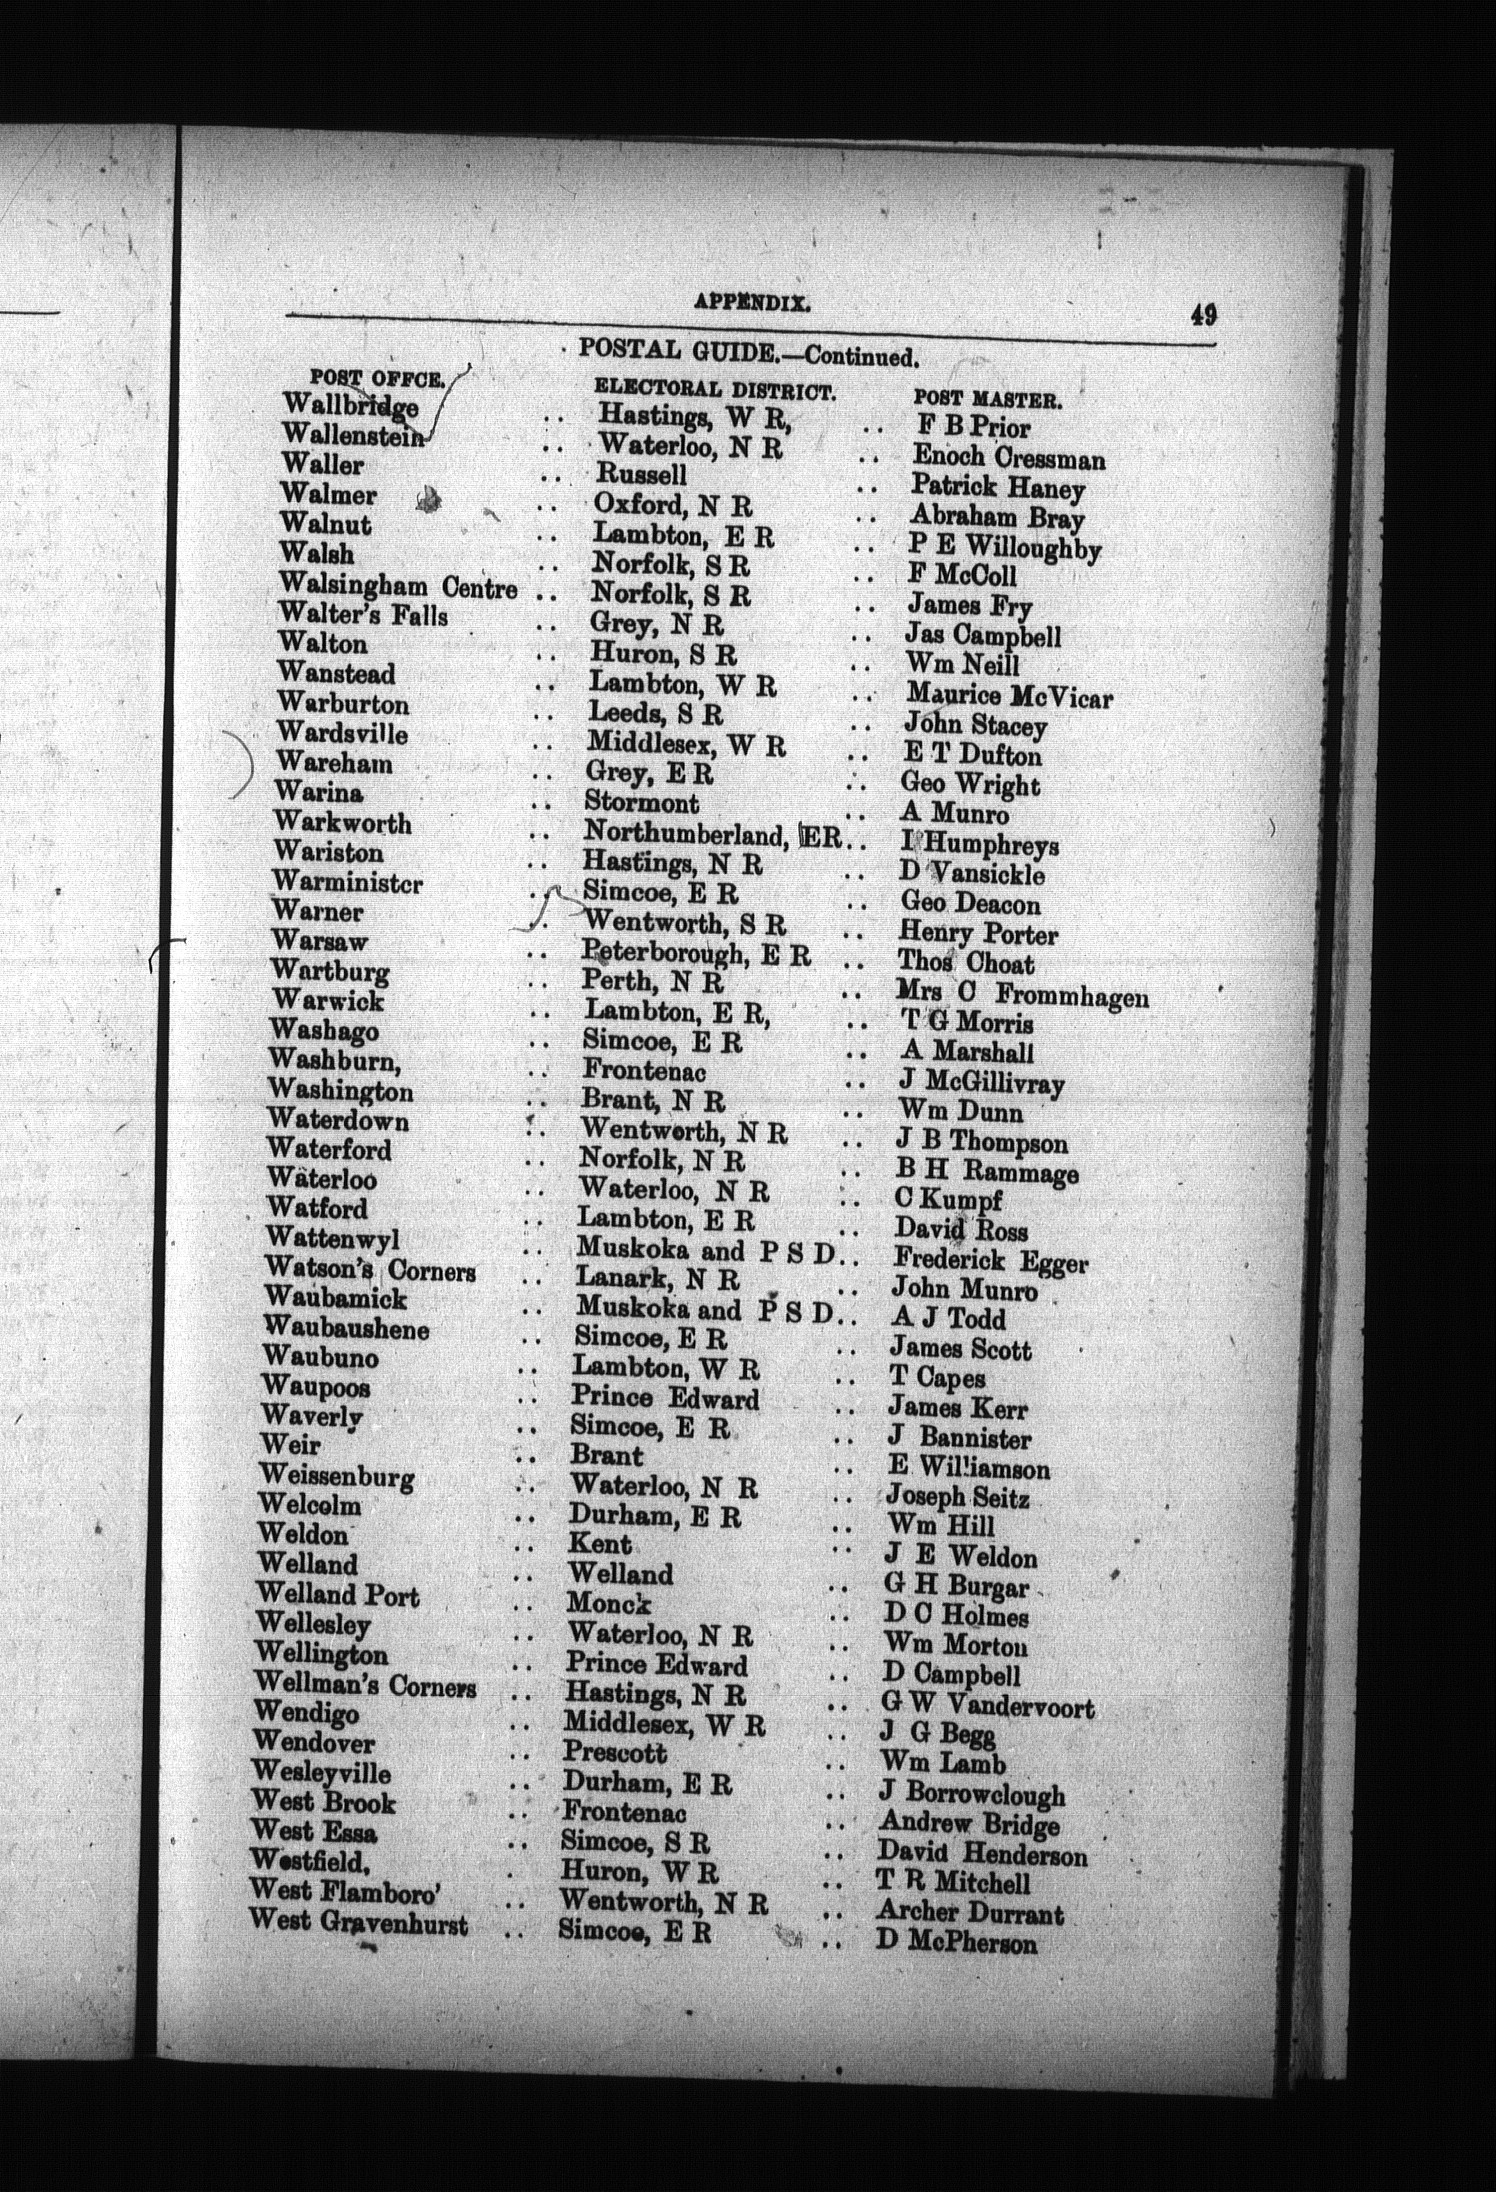 APPENDIX. 49
POSTAL GUIDE.—Continued.
POST OFFCE. ELECTORAL DISTRICT. POST MASTER.
Wallbridge .. Hastings, W R, .. F B Prior
Wallenstein .. Waterloo, N R .. Enoch Cressman
Waller .. Russell .. Patrick Haney
Walmer .. Oxford, N R .. Abraham Bray
Walnut .. Lambton, E R .. P E Willoughby
Walsh .. Norfolk, S R .. F McColl
Walsingham Centre .. Norfolk, S R .. James Fry
Walter's Falls .. Grey, N R .. Jas Campbell
Walton .. Huron, S R .. Wm Neill
Wanstead .. Lambton, W R .. Maurice McVicar
Warburton .. Leeds, S R .. John Stacey
Wardsville .. Middlesex, W R .. E T Dufton
Wareham .. Grey, E R .. Geo Wright
Warina .. Stormont .. A Munro
Warkworth .. Northumberland, ER.. I Humphreys
Wariston .. Hastings, N R .. D Vansickle
Warminister .. Simcoe, E R .. Geo Deacon
Warner .. Wentworth, S R .. Henry Porter
Warsaw .. Peterborough, E R .. Thos Choat
Wartburg .. Perth, N R .. Mrs C Frommhagen
Warwick .. Lambton, E R, .. T G Morris
Washago .. Simcoe, E R .. A Marshall
Washburn, .. Frontenac .. J McGillivray
Washington .. Brant, N R .. Wm Dunn
Waterdown .. Wentworth, N R .. J B Thompson
Waterford .. Norfolk, N R .. B H Rammage
Waterloo .. Waterloo, N R .. C Kumpf
Watford .. Lambton, E R .. David Ross
Wattenwyl .. Muskoka and P S D.. Frederick Egger
Watson's Corners .. Lanark, N R .. John Munro
Waubamick .. Muskoka and P S D.. A J Todd
Waubaushene .. Simcoe, E R .. James Scott
Waubuno .. Lambton, W R .. T Capes
Waupoos .. Prince Edward .. James Kerr
Waverly .. Simcoe, E R .. J Bannister
Weir .. Brant .. E Williamson
Weissenburg .. Waterloo, N R .. Joseph Seitz
Welcolm .. Durham, E R .. Wm Hill
Weldon .. Kent .. J E Weldon
Welland .. Welland .. G H Burgar
Welland Port .. Monck .. D C Holmes
Wellesley .. Waterloo, N R .. Wm Morton
Wellington .. Prince Edward .. D Campbell
Wellman's Corners .. Hastings, N R .. G W Vandervoort
Wendigo .. Middlesex, W R .. J G Begg
Wendover .. Prescott .. Wm Lamb
Wesleyville .. Durham, E R .. J Borrowclough
West Brook .. Frontenac .. Andrew Bridge
West Essa .. Simcoe, S R .. David Henderson
Westfield, . Huron, W R .. T R Mitchell
West Flamboro' .. Wentworth, N R .. Archer Durrant
West Gravenhurst .. Simcoe, E R .. D McPherson